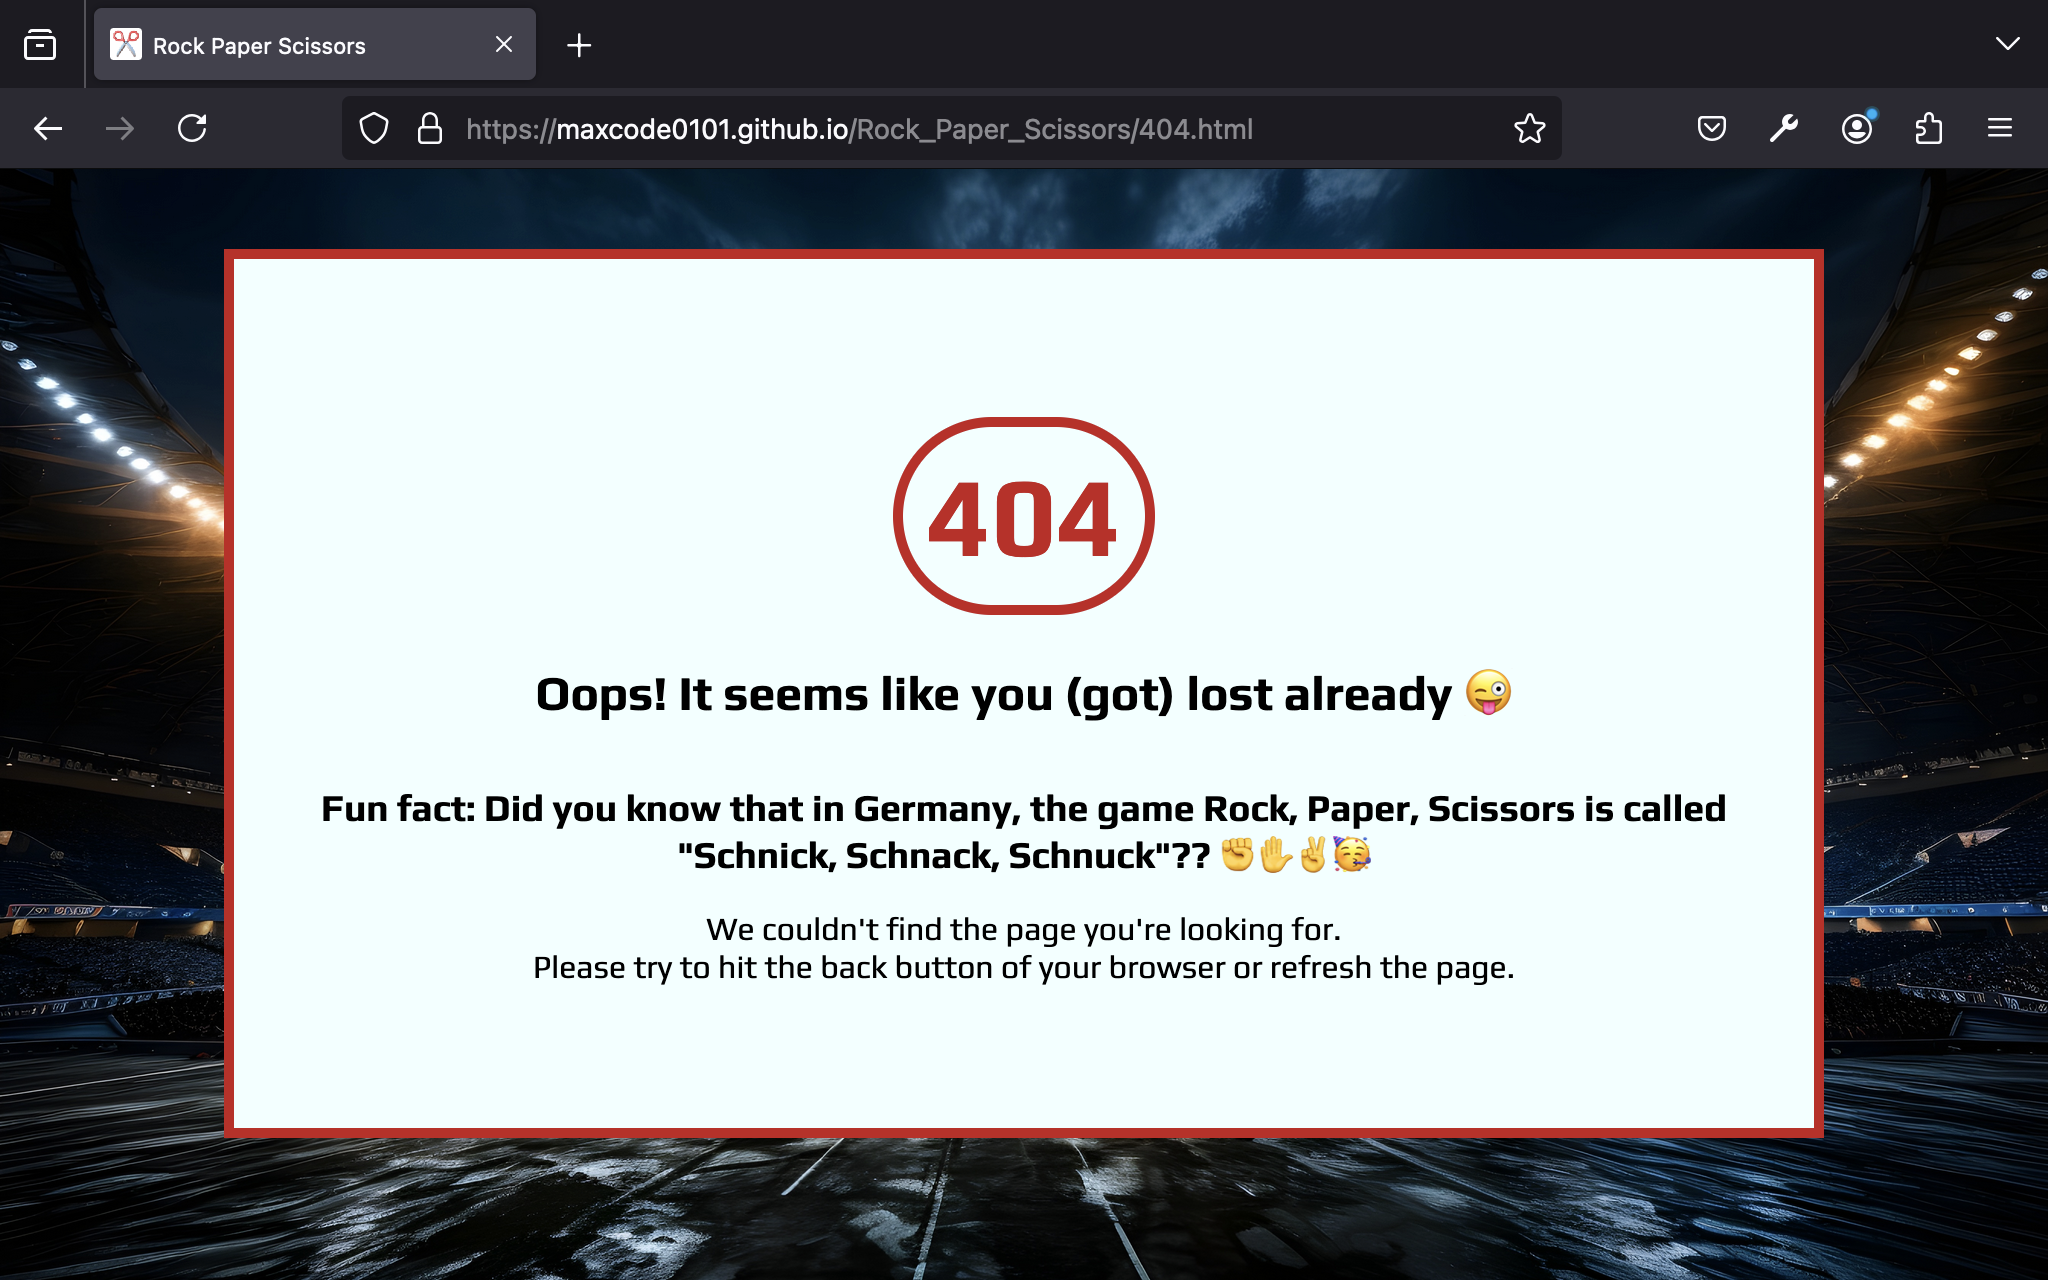 Rock Paper Scissors
https://maxcode0101.github.io/Rock_Paper_Scissors/404.html
404
Oops! It seems like you (got) lost already 😜
Fun fact: Did you know that in Germany, the game Rock, Paper, Scissors is called
"Schnick, Schnack, Schnuck"?? ✊✋✌️🥳
We couldn't find the page you're looking for.
Please try to hit the back button of your browser or refresh the page.